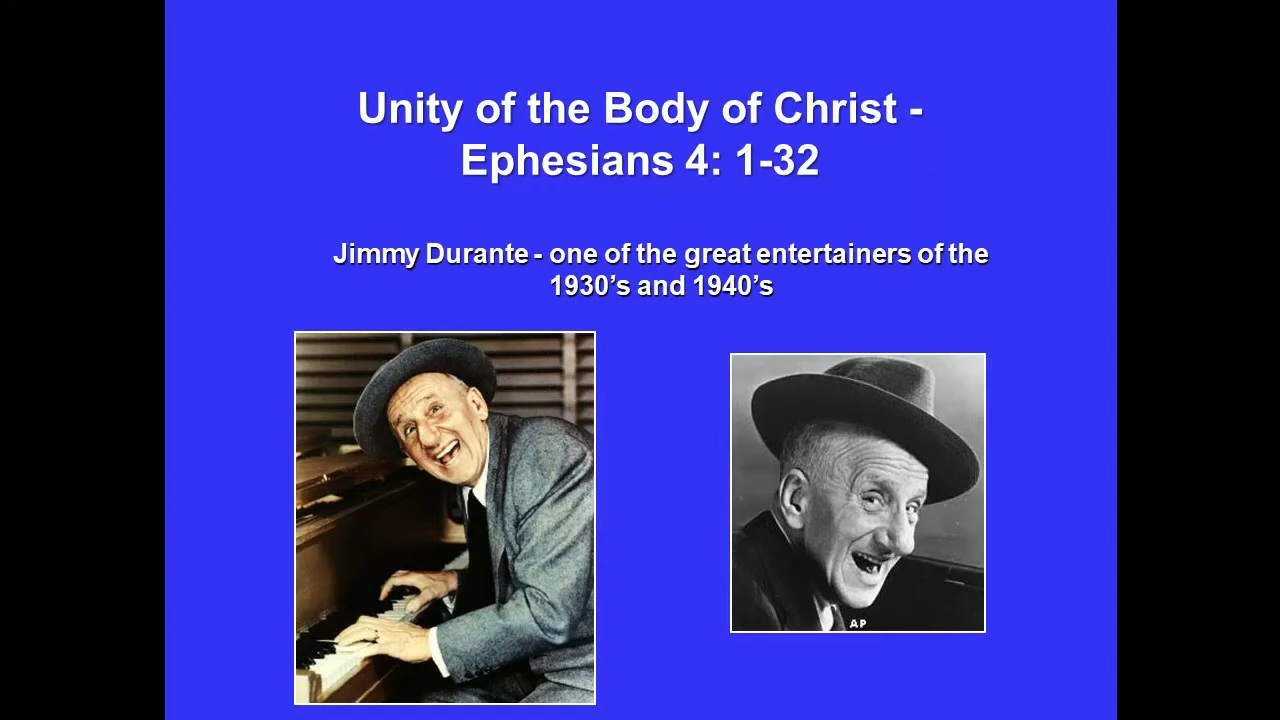 Unity of the Body of Christ -
Ephesians 4: 1-32
Jimmy Durante - one of the great entertainers of the
1930’s and 1940’s
AP